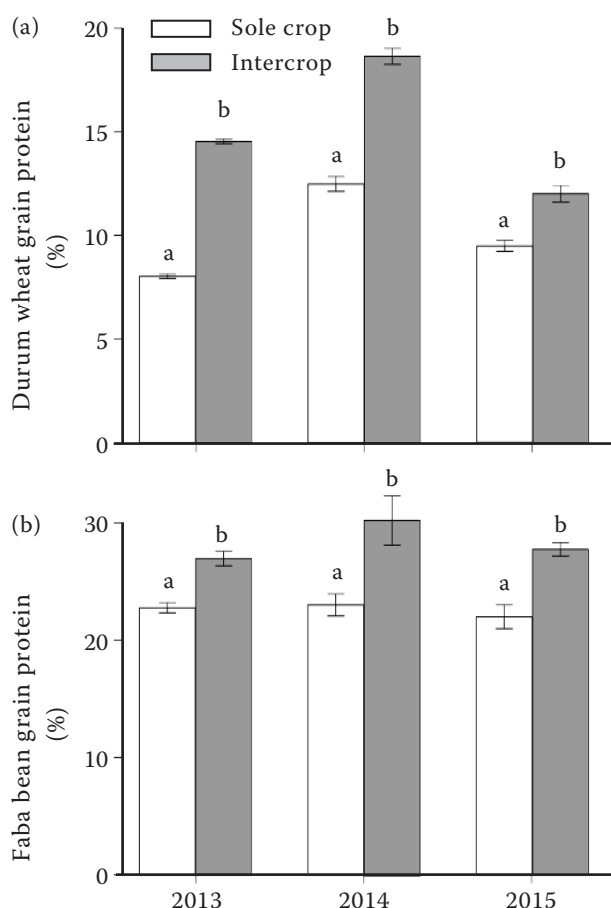 (a)
Sole crop
Intercrop
Durum wheat grain protein
(%)
20
15
10
5
0
a
b
a
b
a
b
(b)
Faba bean grain protein
(%)
30
20
10
0
a
b
a
b
a
b
2013
2014
2015